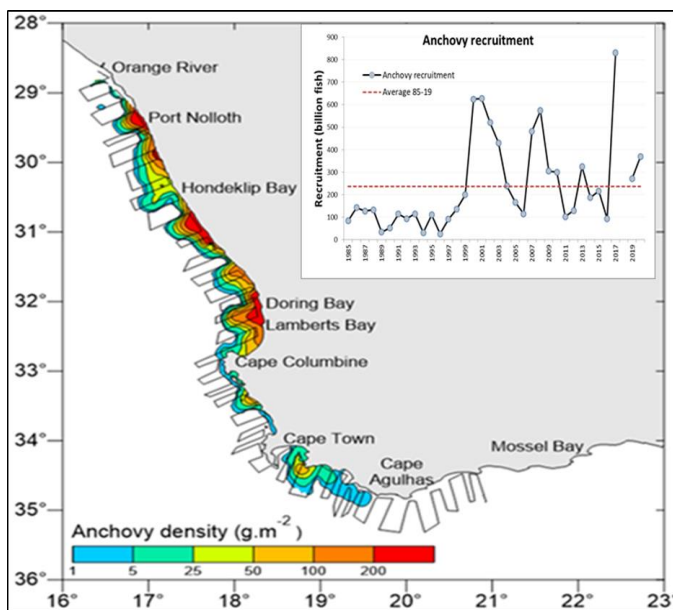 28°
29°
30°
31°
32°
33°
34°
35°
36°
16°
17°
18°
19°
20°
21°
22°
23°
Orange River
Port Nolloth
Hondeklip Bay
Doring Bay
Lamberts Bay
Cape Columbine
Cape Town
Mossel Bay
Cape
Agulhas
Anchovy density (g.m-2)
1 5 25 50 100 200
Anchovy recruitment
Recruitment (billion fish)
900
800
700
600
500
400
300
200
100
0
Anchovy recruitment
Average 85-19
1985
1987
1989
1991
1993
1995
1997
1999
2001
2003
2005
2007
2009
2011
2013
2015
2017
2019